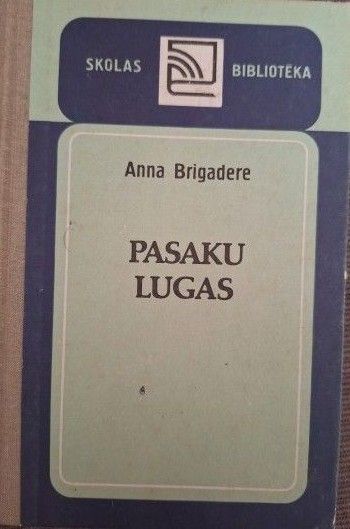 SKOLAS BIBLIOTĒKA
Anna Brigadere
PASAKU
LUGAS